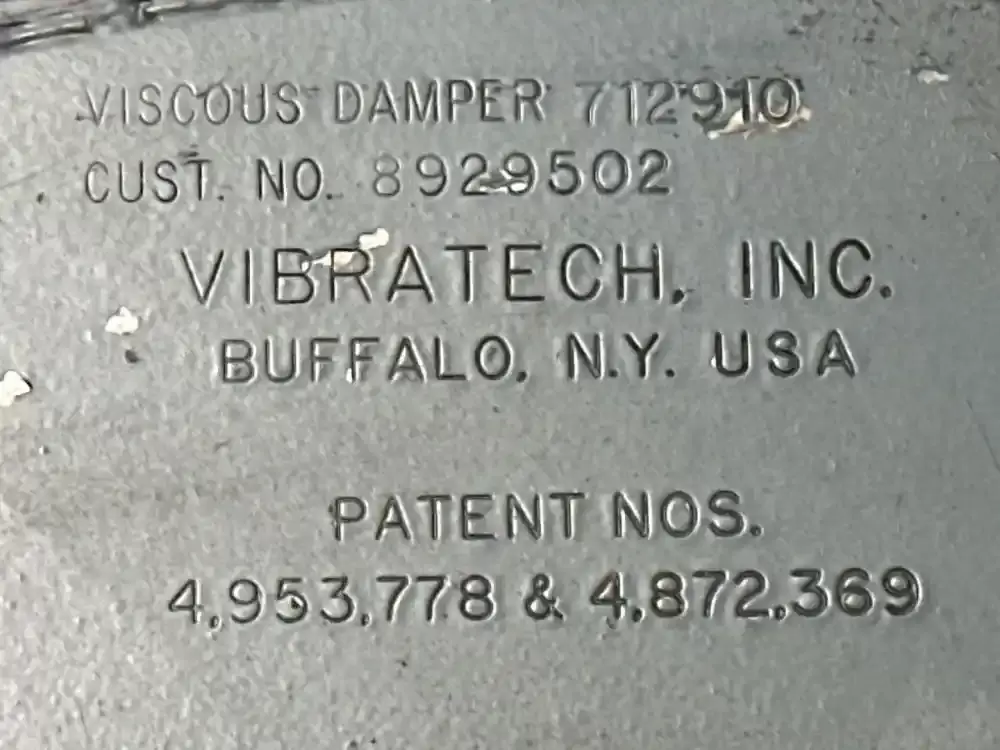 VISCOUS DAMPER 712910
CUST. NO. 8929502
VIBRATECH, INC.
BUFFALO, N.Y. USA
PATENT NOS.
4,953,778 & 4,872,369